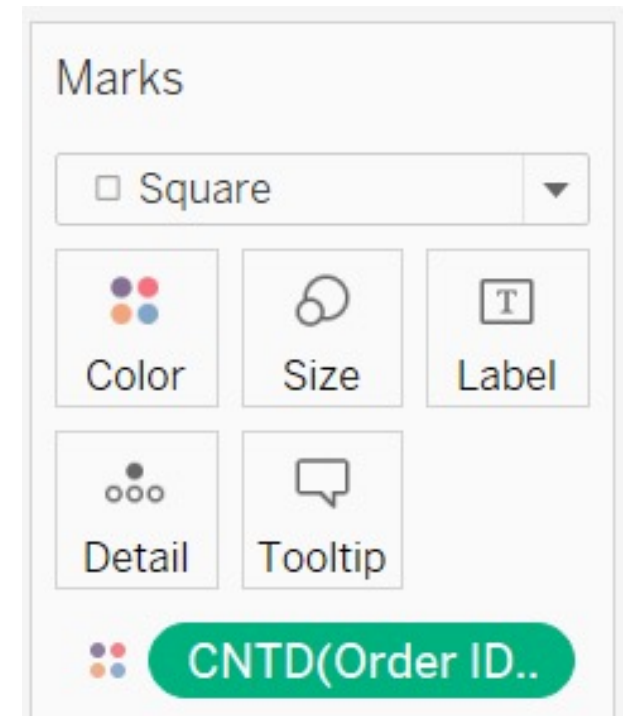 Marks
Square
Color Size Label
Detail Tooltip
CNTD(Order ID..